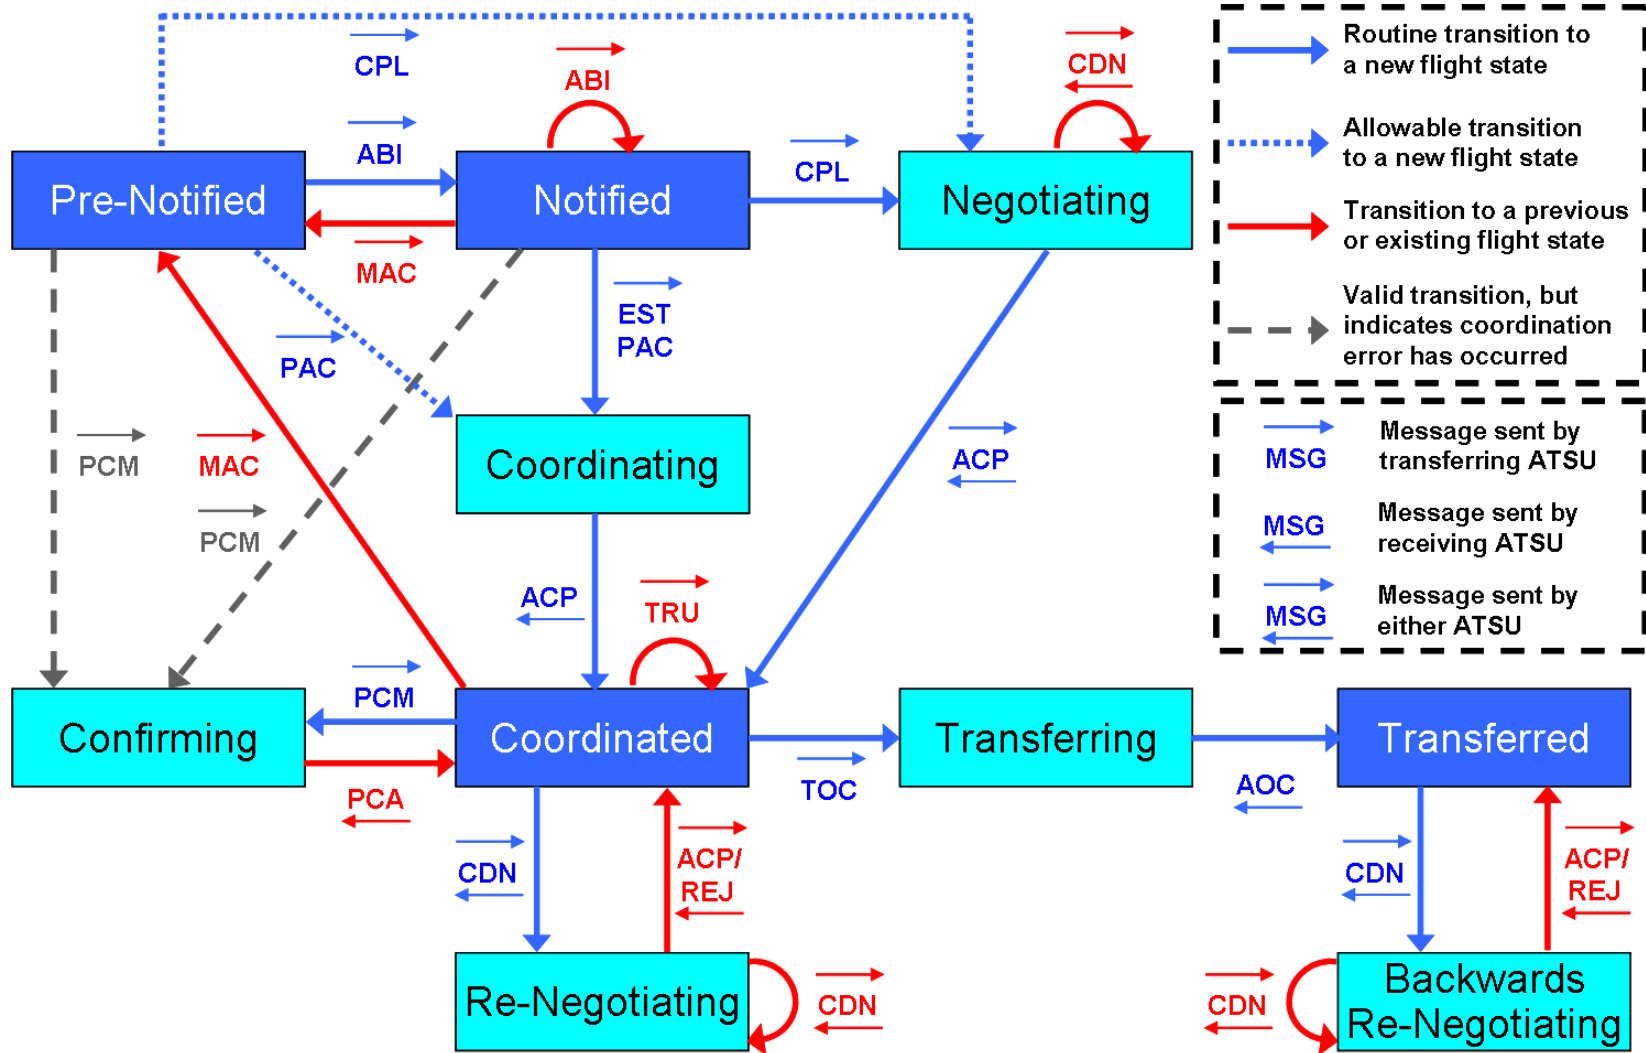 CPL
ABI
CDN
ABI
CPL
Pre-Notified
Notified
Negotiating
MAC
EST
PAC
PAC
PCM
MAC
PCM
Coordinating
ACP
ACP
TRU
PCM
Confirming
Coordinated
Transferring
Transferred
PCA
TOC
AOC
CDN
ACP/
REJ
CDN
ACP/
REJ
Re-Negotiating
CDN
CDN
Backwards
Re-Negotiating
Routine transition to
a new flight state
Allowable transition
to a new flight state
Transition to a previous
or existing flight state
Valid transition, but
indicates coordination
error has occurred
MSG
Message sent by
transferring ATSU
MSG
Message sent by
receiving ATSU
MSG
Message sent by
either ATSU